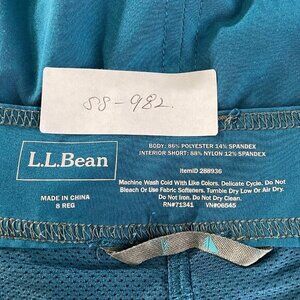 SS-982.
L.L.Bean
MADE IN CHINA
8 REG
BODY: 86% POLYESTER 14% SPANDEX
INTERIOR SHORT: 88% NYLON 12% SPANDEX
ItemID 288936
Machine Wash Cold With Like Colors. Delicate Cycle. Do Not
Bleach Or Use Fabric Softeners. Tumble Dry Low Or Air Dry.
Do Not Iron. Do Not Dry Clean.
RN#71341 VN#06545